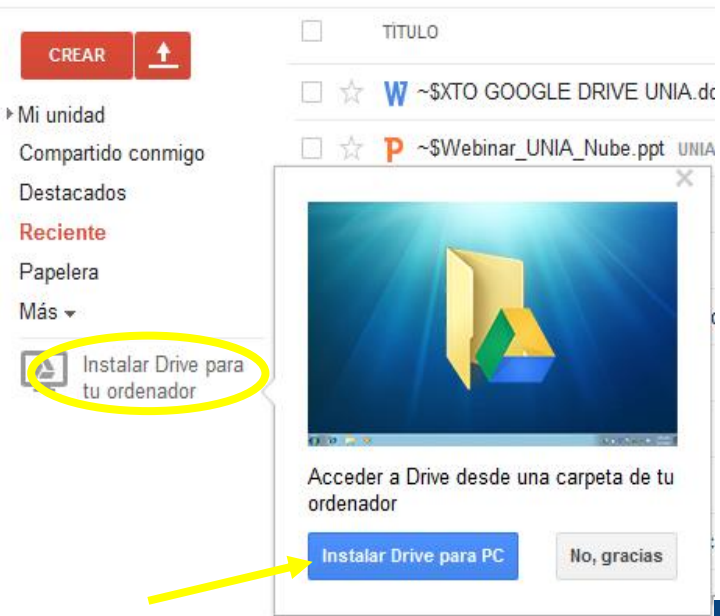 CREAR
TÍTULO
~$XTO GOOGLE DRIVE UNIA.do
Mi unidad
Compartido conmigo
~$Webinar_UNIA_Nube.ppt UNIA
Destacados
Reciente
Papelera
Más
Instalar Drive para
tu ordenador
Acceder a Drive desde una carpeta de tu
ordenador
Instalar Drive para PC
No, gracias